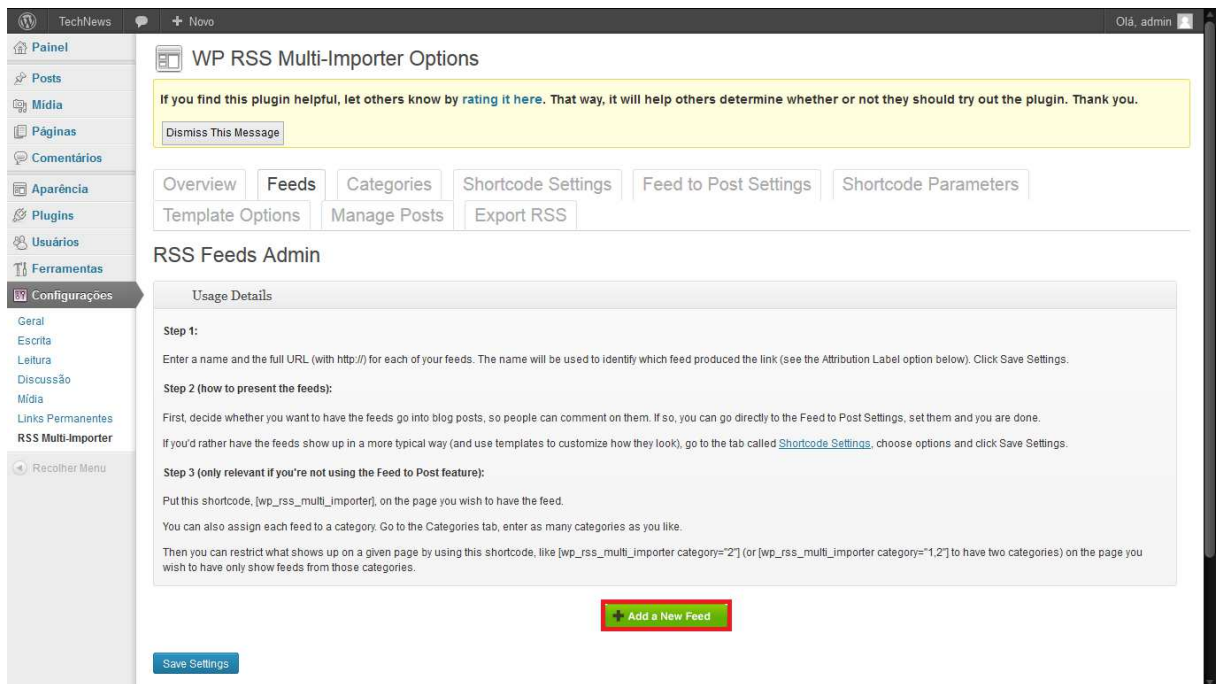 TechNews + Novo Olá, admin
Painel
Posts
Mídia
Páginas
Comentários
Aparência
Plugins
Usuários
Ferramentas
Configurações
Geral
Escrita
Leitura
Discussão
Mídia
Links Permanentes
RSS Multi-Importer
Recolher Menu
WP RSS Multi-Importer Options
If you find this plugin helpful, let others know by rating it here. That way, it will help others determine whether or not they should try out the plugin. Thank you.
Dismiss This Message
Overview Feeds Categories Shortcode Settings Feed to Post Settings Shortcode Parameters
Template Options Manage Posts Export RSS
RSS Feeds Admin
Usage Details
Step 1:
Enter a name and the full URL (with http://) for each of your feeds. The name will be used to identify which feed produced the link (see the Attribution Label option below). Click Save Settings.
Step 2 (how to present the feeds):
First, decide whether you want to have the feeds go into blog posts, so people can comment on them. If so, you can go directly to the Feed to Post Settings, set them and you are done.
If you'd rather have the feeds show up in a more typical way (and use templates to customize how they look), go to the tab called Shortcode Settings, choose options and click Save Settings.
Step 3 (only relevant if you're not using the Feed to Post feature):
Put this shortcode, [wp_rss_multi_importer], on the page you wish to have the feed.
You can also assign each feed to a category. Go to the Categories tab, enter as many categories as you like.
Then you can restrict what shows up on a given page by using this shortcode, like [wp_rss_multi_importer category="2"] (or [wp_rss_multi_importer category="1,2"] to have two categories) on the page you
wish to have only show feeds from those categories.
+ Add a New Feed
Save Settings